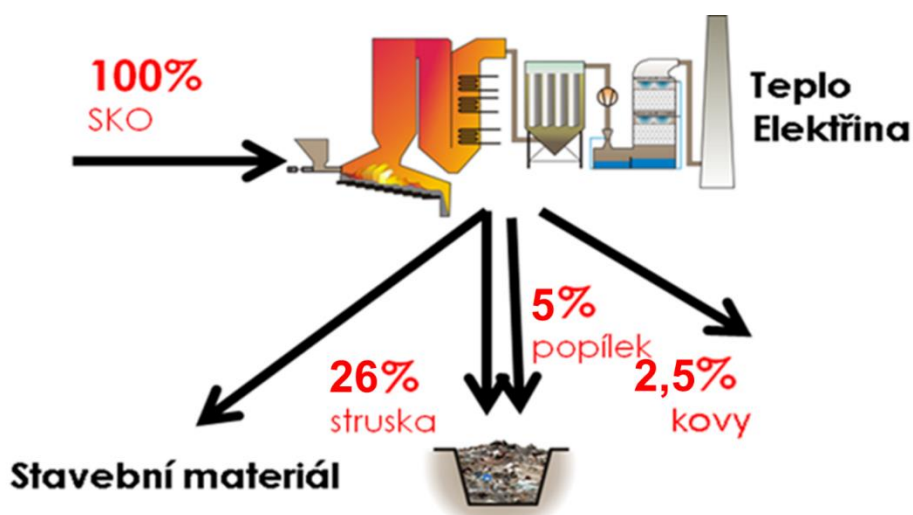 100%
SKO
Teplo
Elektřina
5%
popílek
26%
struska
2,5%
kovy
Stavební materiál